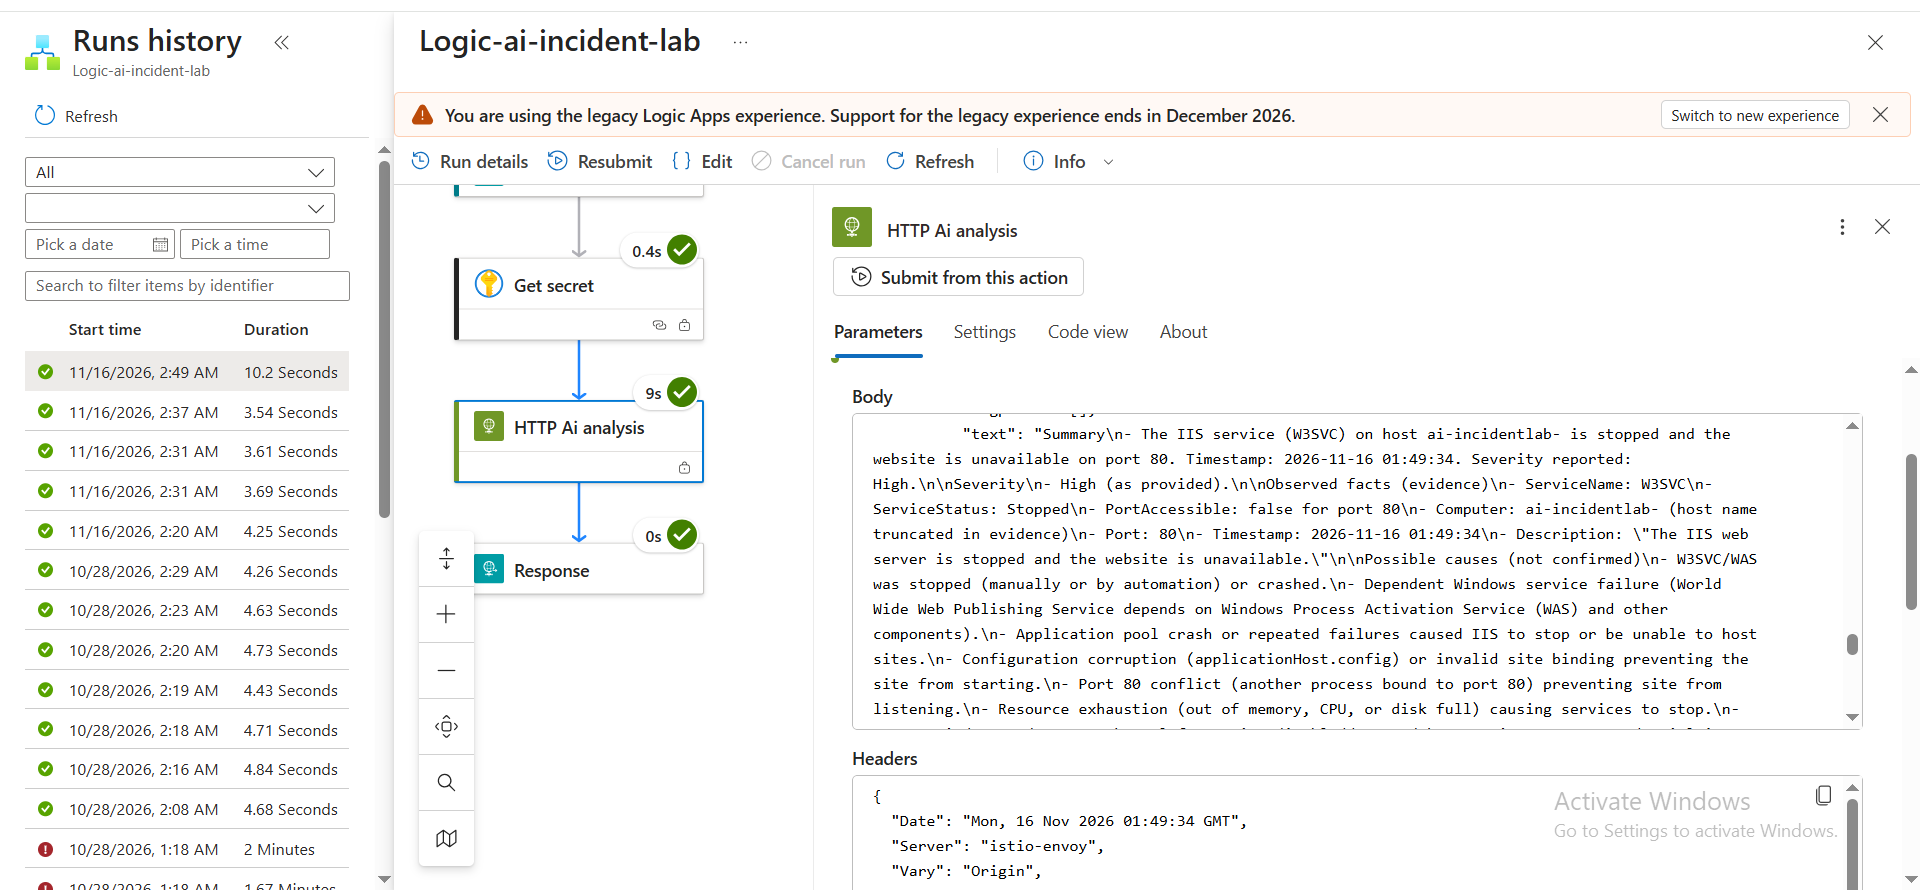 Runs history
Logic-ai-incident-lab
Refresh
All
Pick a date
Pick a time
Search to filter items by identifier
Start time Duration
11/16/2026, 2:49 AM 10.2 Seconds
11/16/2026, 2:37 AM 3.54 Seconds
11/16/2026, 2:31 AM 3.61 Seconds
11/16/2026, 2:31 AM 3.69 Seconds
11/16/2026, 2:20 AM 4.25 Seconds
10/28/2026, 2:29 AM 4.26 Seconds
10/28/2026, 2:23 AM 4.63 Seconds
10/28/2026, 2:20 AM 4.73 Seconds
10/28/2026, 2:19 AM 4.43 Seconds
10/28/2026, 2:18 AM 4.71 Seconds
10/28/2026, 2:16 AM 4.84 Seconds
10/28/2026, 2:08 AM 4.68 Seconds
10/28/2026, 1:18 AM 2 Minutes
10/28/2026, 1:18 AM 1.67 Minutes
Logic-ai-incident-lab ...
You are using the legacy Logic Apps experience. Support for the legacy experience ends in December 2026.
Switch to new experience
Run details Resubmit Edit Cancel run Refresh Info
0.4s
Get secret
9s
HTTP Ai analysis
0s
Response
HTTP Ai analysis
Submit from this action
Parameters Settings Code view About
Body
"text": "Summary\n- The IIS service (W3SVC) on host ai-incidentlab- is stopped and the
website is unavailable on port 80. Timestamp: 2026-11-16 01:49:34. Severity reported:
High.\n\nSeverity\n- High (as provided).\n\nObserved facts (evidence)\n- ServiceName: W3SVC\n-
ServiceStatus: Stopped\n- PortAccessible: false for port 80\n- Computer: ai-incidentlab- (host name
truncated in evidence)\n- Port: 80\n- Timestamp: 2026-11-16 01:49:34\n- Description: \"The IIS web
server is stopped and the website is unavailable.\"\n\nPossible causes (not confirmed)\n- W3SVC/WAS
was stopped (manually or by automation) or crashed.\n- Dependent Windows service failure (World
Wide Web Publishing Service depends on Windows Process Activation Service (WAS) and other
components).\n- Application pool crash or repeated failures caused IIS to stop or be unable to host
sites.\n- Configuration corruption (applicationHost.config) or invalid site binding preventing the
site from starting.\n- Port 80 conflict (another process bound to port 80) preventing site from
listening.\n- Resource exhaustion (out of memory, CPU, or disk full) causing services to stop.\n-
Headers
{
"Date": "Mon, 16 Nov 2026 01:49:34 GMT",
"Server": "istio-envoy",
"Vary": "Origin",
Activate Windows
Go to Settings to activate Windows.